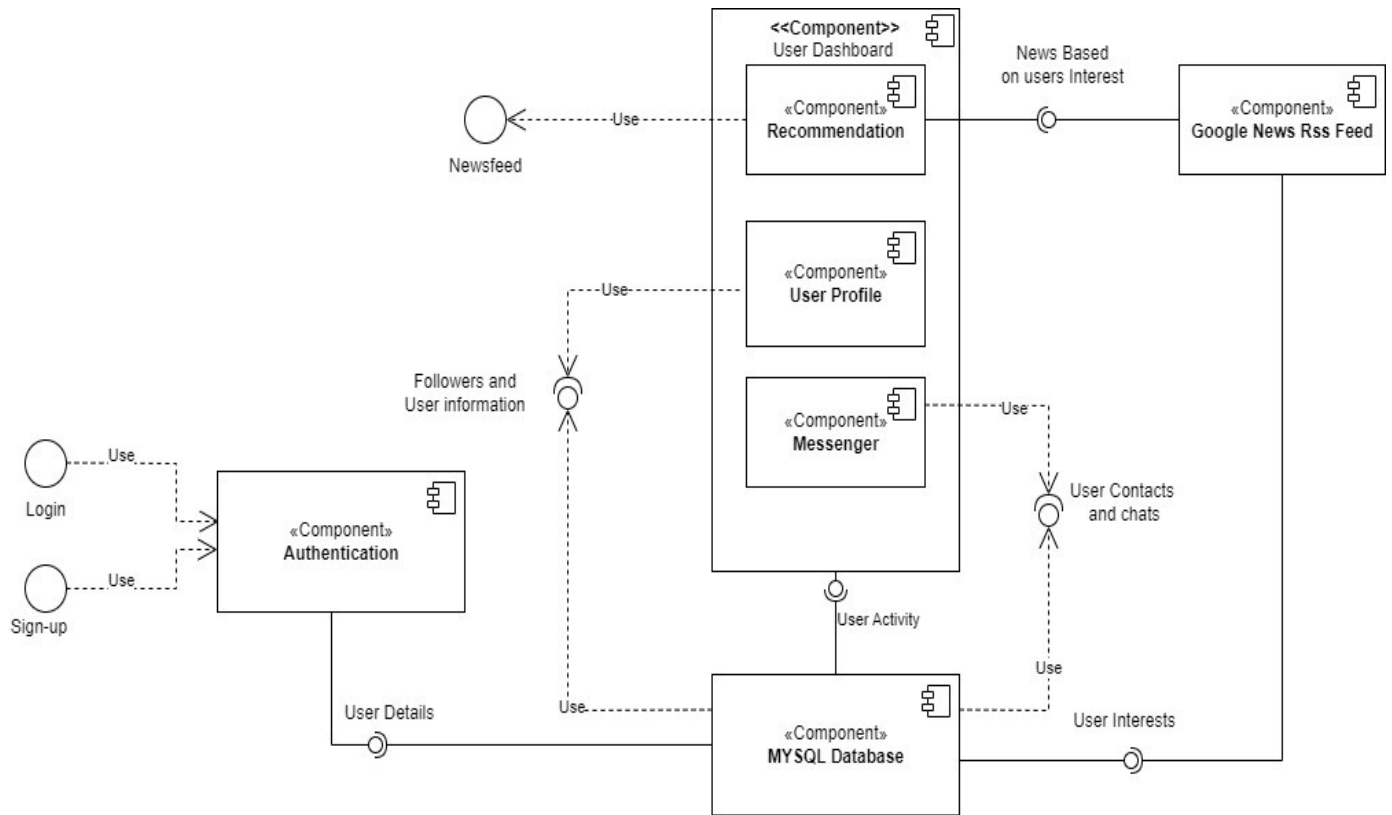 <<Component>>
User Dashboard
News Based
on users Interest
«Component»
Recommendation
«Component»
Google News Rss Feed
Use
Newsfeed
«Component»
User Profile
Use
Followers and
User information
«Component»
Messenger
Use
User Contacts
and chats
Use
Login
«Component»
Authentication
Use
Sign-up
User Activity
Use
User Details
Use
«Component»
MYSQL Database
User Interests